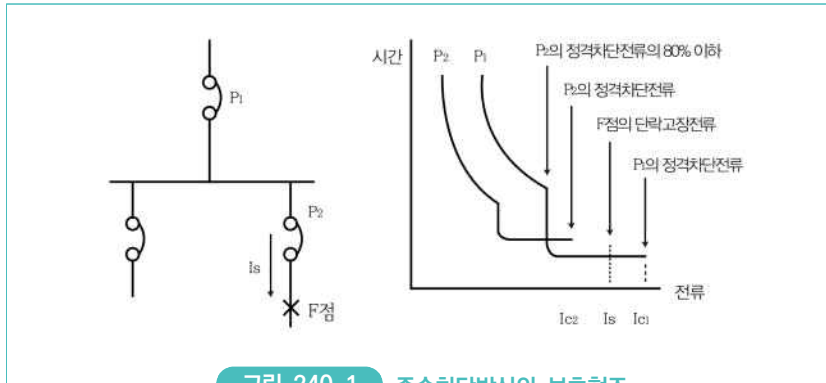 P1
P2
Is
F점
시간
P2
P1
P2의 정격차단전류의 80% 이하
P2의 정격차단전류
F점의 단락고장전류
P1의 정격차단전류
전류
Ic2
Is
Ic1